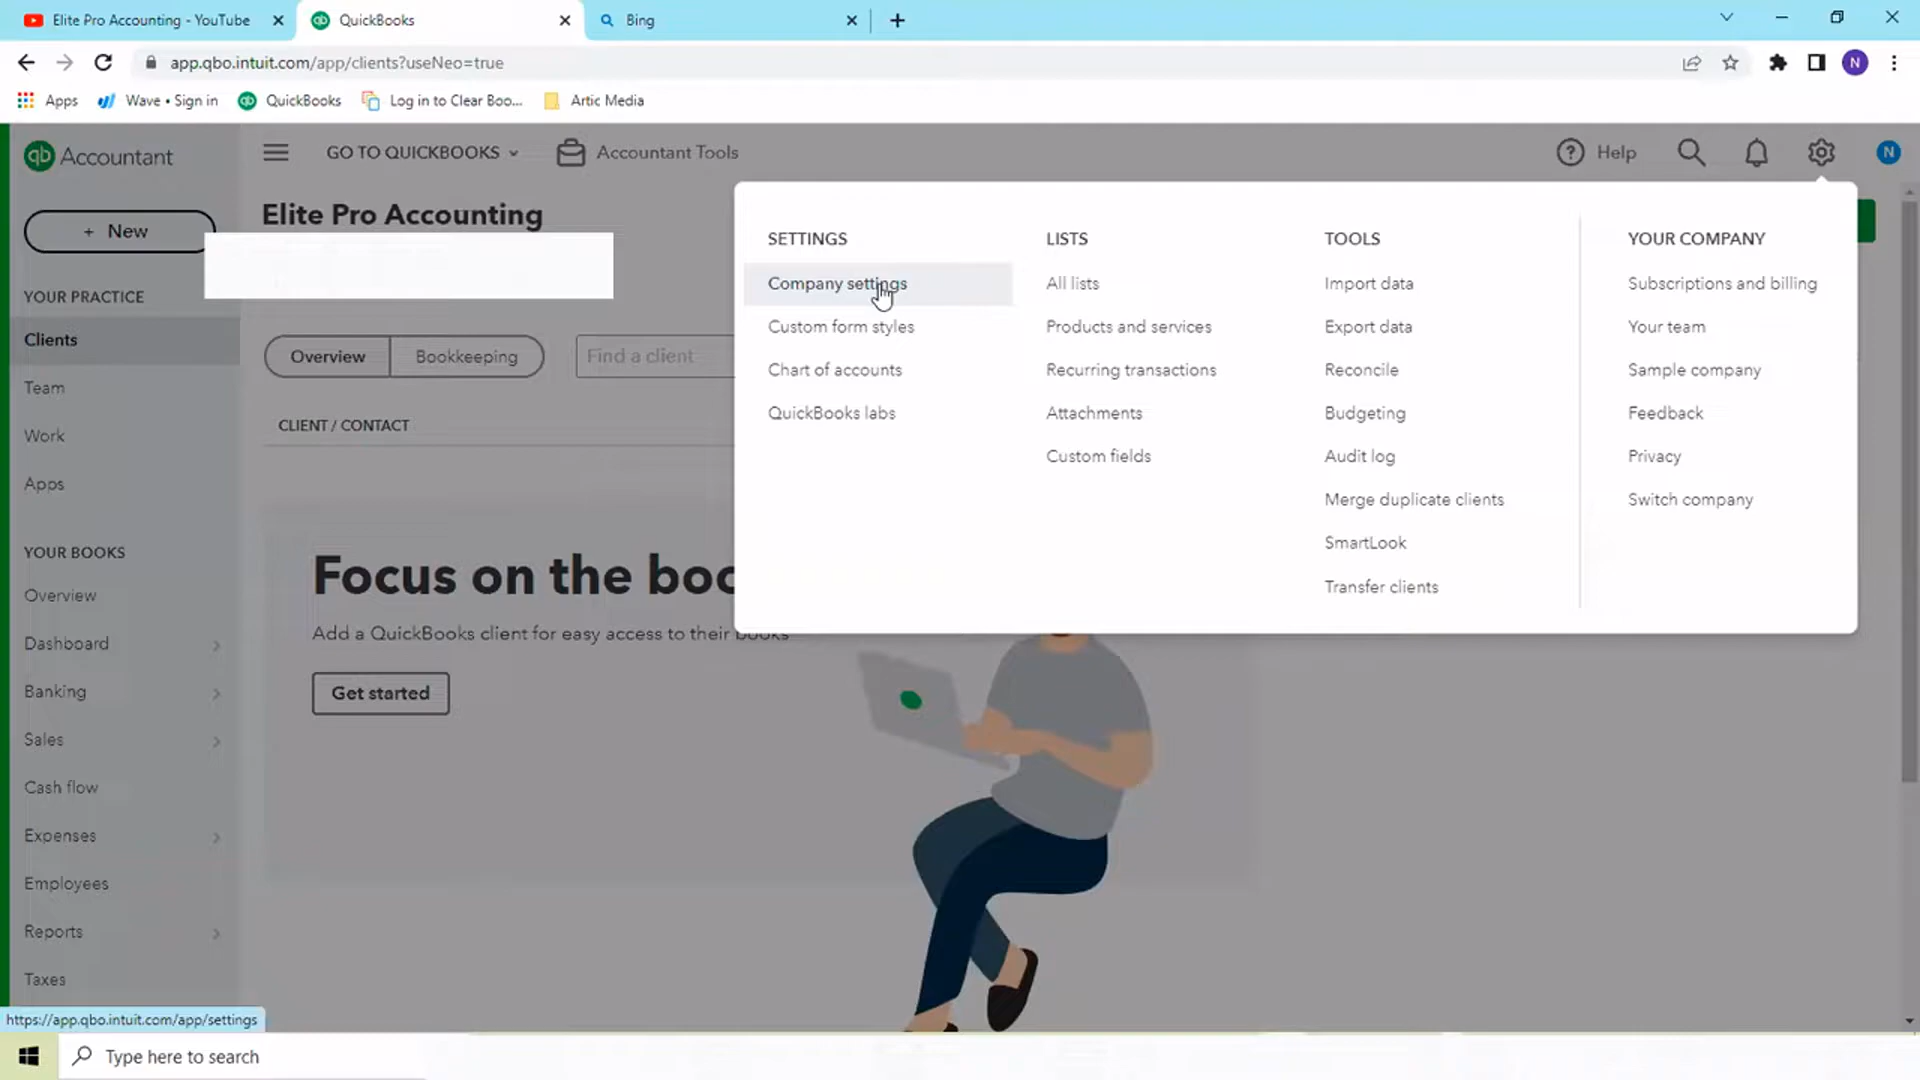 Elite Pro Accounting - YouTube
QuickBooks
Bing
app.qbo.intuit.com/app/clients?useNeo=true
N
Apps
Wave • Sign in
QuickBooks
Log in to Clear Boo...
Artic Media
qb Accountant
GO TO QUICKBOOKS
Accountant Tools
? Help
N
+ New
Elite Pro Accounting
YOUR PRACTICE
Clients
Team
Work
Apps
YOUR BOOKS
Overview
Dashboard
Banking
Sales
Cash flow
Expenses
Employees
Reports
Taxes
Overview
Bookkeeping
Find a client
CLIENT / CONTACT
Focus on the boo
Add a QuickBooks client for easy access to their books
Get started
SETTINGS
Company settings
Custom form styles
Chart of accounts
QuickBooks labs
LISTS
All lists
Products and services
Recurring transactions
Attachments
Custom fields
TOOLS
Import data
Export data
Reconcile
Budgeting
Audit log
Merge duplicate clients
SmartLook
Transfer clients
YOUR COMPANY
Subscriptions and billing
Your team
Sample company
Feedback
Privacy
Switch company
https://app.qbo.intuit.com/app/settings
Type here to search